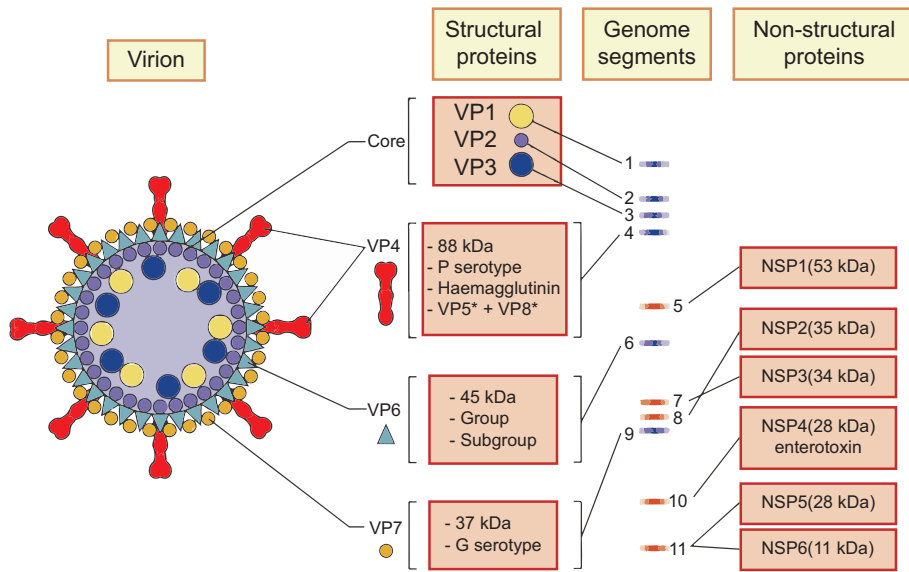 Virion
Structural
proteins
Genome
segments
Non-structural
proteins
Core
VP1
VP2
VP3
1
2
3
4
VP4
- 88 kDa
- P serotype
- Haemagglutinin
- VP5* + VP8*
5
NSP1(53 kDa)
6
NSP2(35 kDa)
7
NSP3(34 kDa)
8
9
VP6
- 45 kDa
- Group
- Subgroup
NSP4(28 kDa)
enterotoxin
10
VP7
- 37 kDa
- G serotype
11
NSP5(28 kDa)
NSP6(11 kDa)